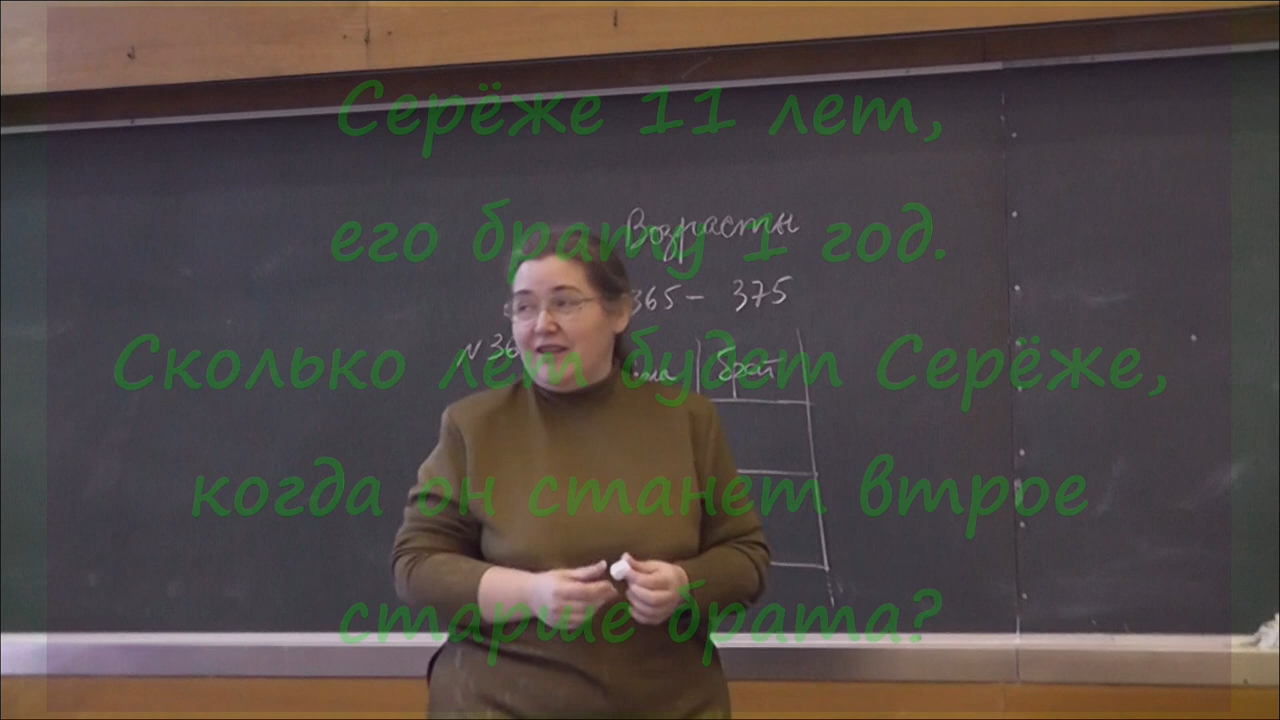 Серёже 11 лет,
его брату 1 год.
Сколько лет будет Серёже,
когда он станет втрое
старше брата?
Возрасты
365 – 375
N 36
брат